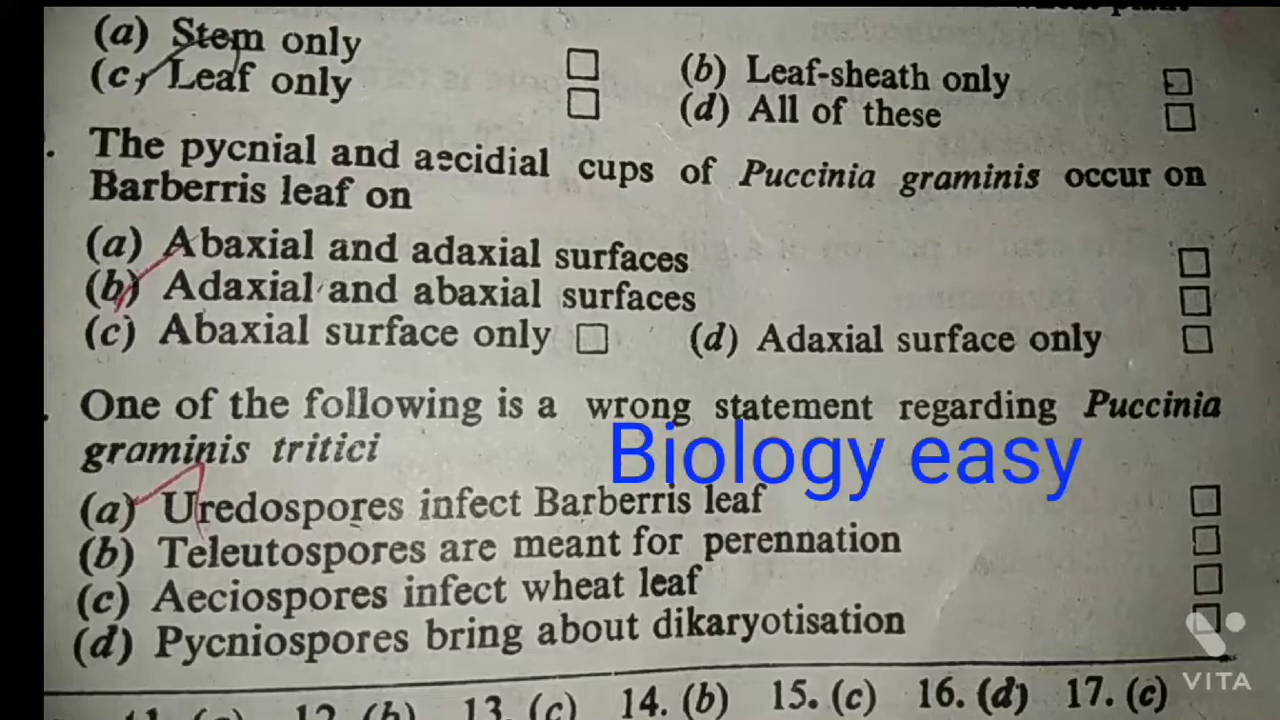 (a) Stem only
(c) Leaf only
(b) Leaf-sheath only
(d) All of these
. The pycnial and aecidial cups of Puccinia graminis occur on
Barberris leaf on
(a) Abaxial and adaxial surfaces
(b) Adaxial and abaxial surfaces
(c) Abaxial surface only (d) Adaxial surface only
. One of the following is a wrong statement regarding Puccinia
graminis tritici
Biology easy
(a) Uredospores infect Barberris leaf
(b) Teleutospores are meant for perennation
(c) Aeciospores infect wheat leaf
(d) Pycniospores bring about dikaryotisation
VITA
12. (b) 13. (c) 14. (b) 15. (c) 16. (d) 17. (c)